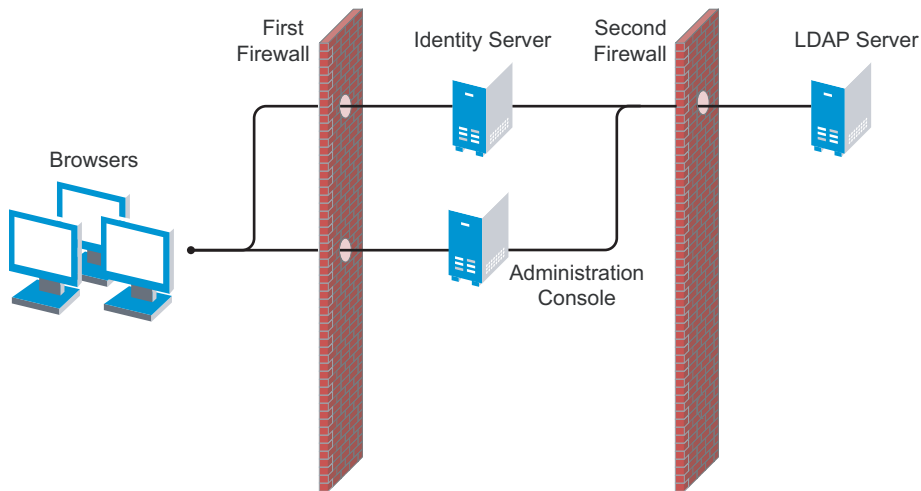 First
Firewall
Identity Server
Second
Firewall
LDAP Server
Browsers
Administration
Console